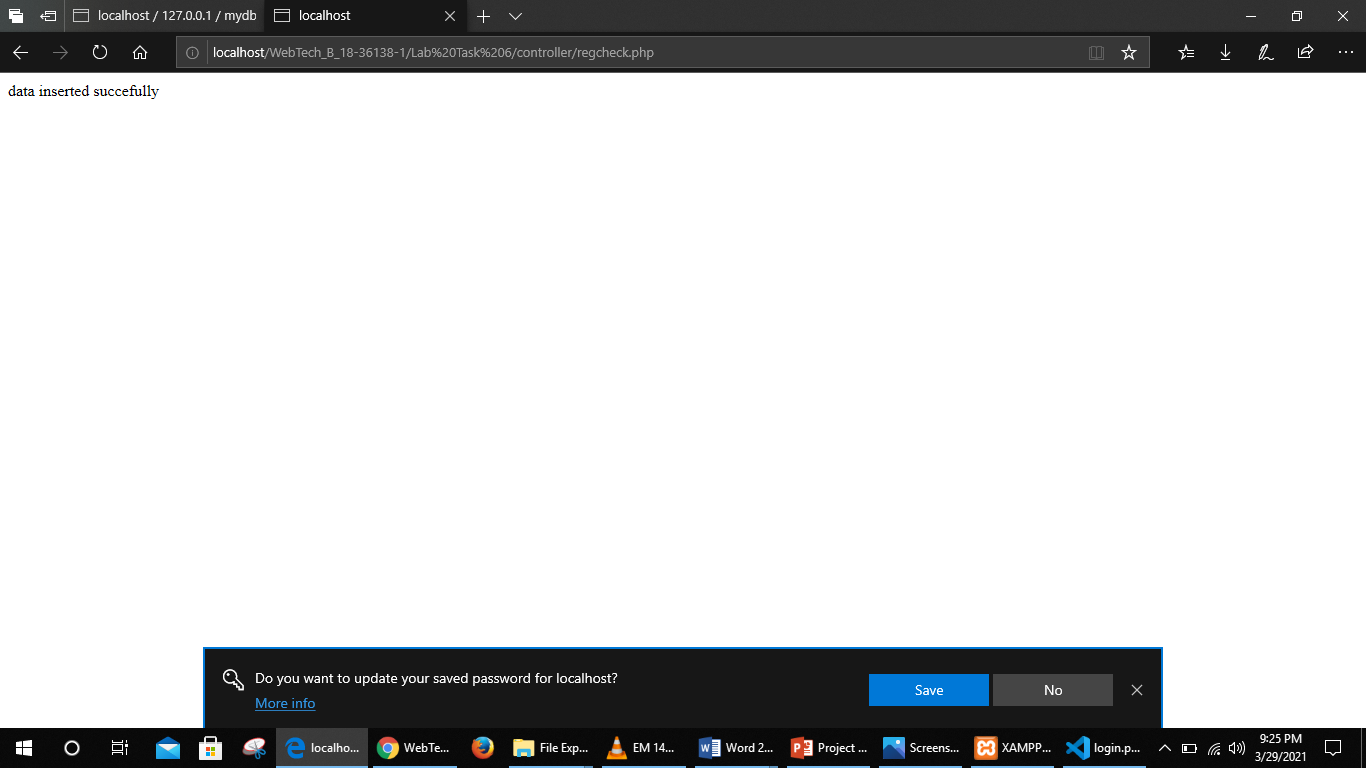 localhost / 127.0.0.1 / mydb
localhost
localhost/WebTech_B_18-36138-1/Lab%20Task%206/controller/regcheck.php
data inserted succefully
Do you want to update your saved password for localhost?
More info
Save
No
localho...
WebTe...
File Exp...
EM 14...
Word 2...
Project ...
Screens...
XAMPP...
login.p...
9:25 PM
3/29/2021